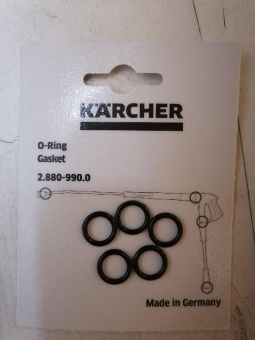 KÄRCHER
O-Ring
Gasket
2.880-990.0
Made in Germany